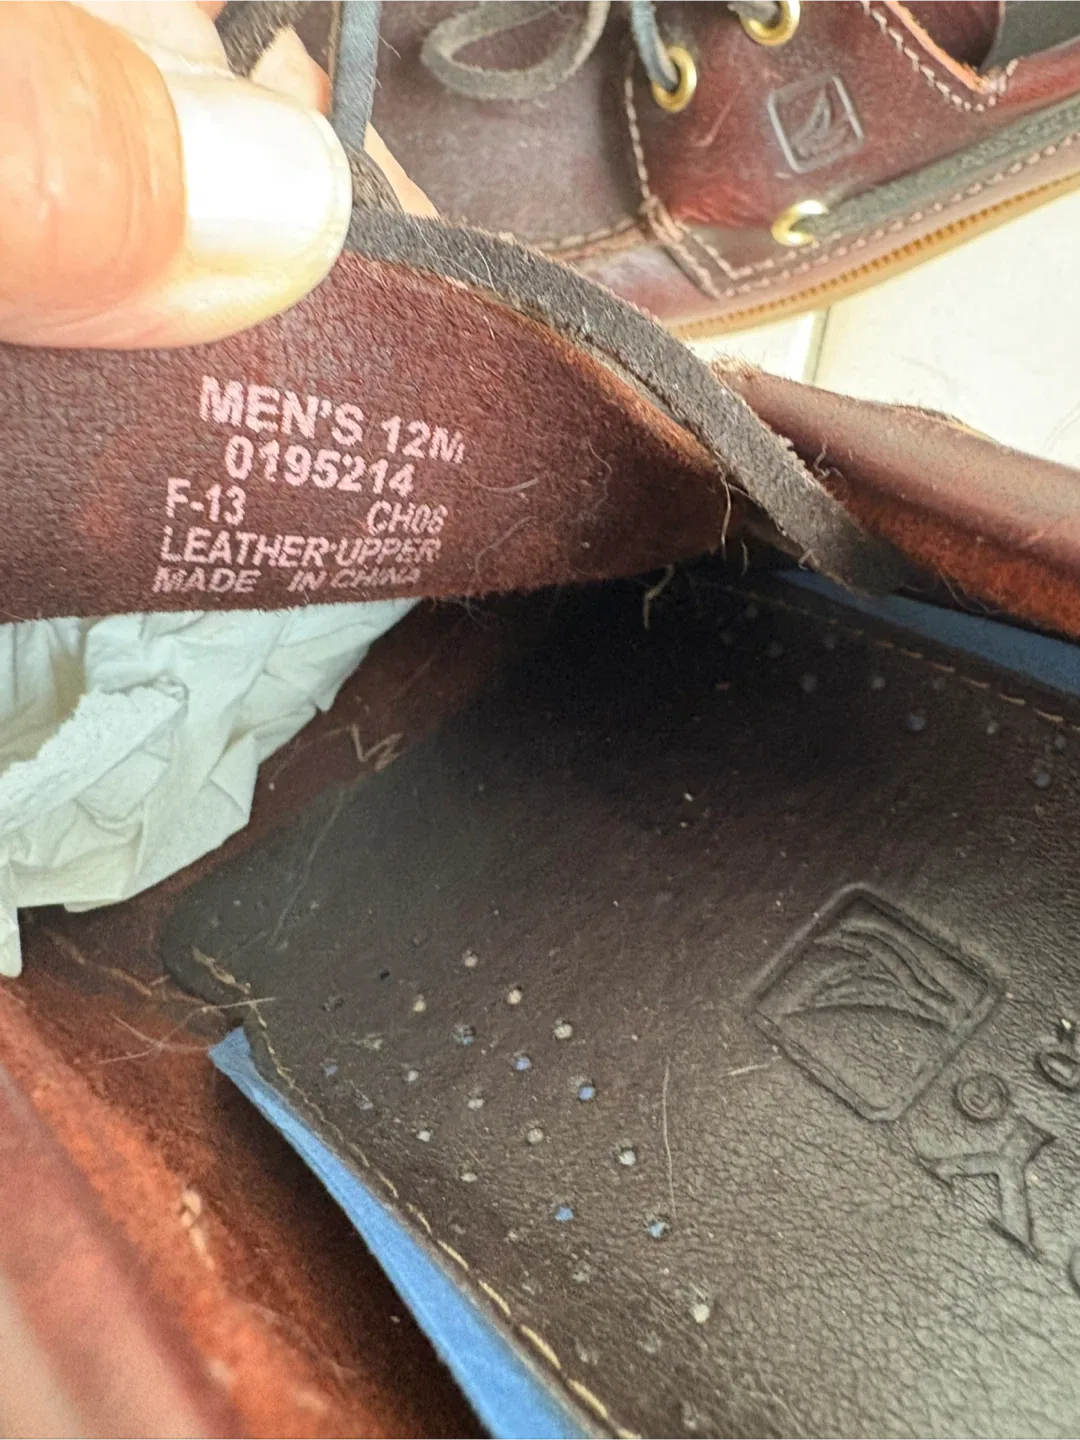 MEN'S 12M
0195214
F-13 CH06
LEATHER UPPER
MADE IN CHINA